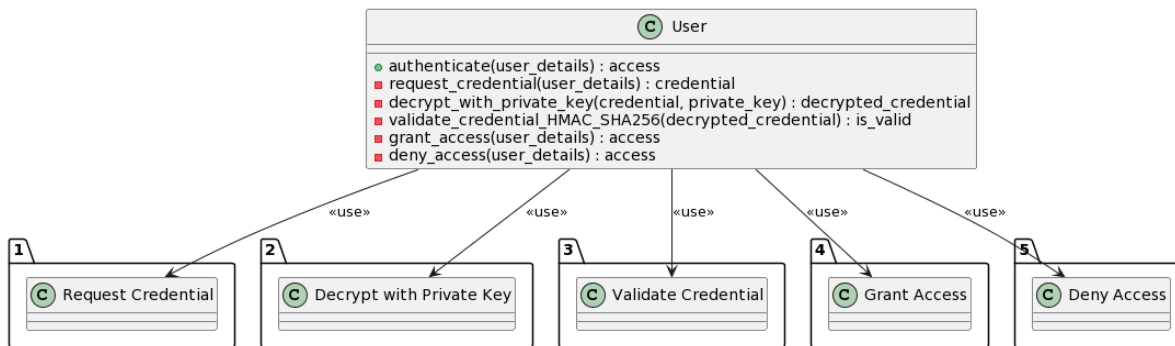 C User
authenticate(user_details) : access
request_credential(user_details) : credential
decrypt_with_private_key(credential, private_key) : decrypted_credential
validate_credential_HMAC_SHA256(decrypted_credential) : is_valid
grant_access(user_details) : access
deny_access(user_details) : access
«use» «use» «use» «use» «use»
1 2 3 4 5
C Request Credential C Decrypt with Private Key C Validate Credential C Grant Access C Deny Access